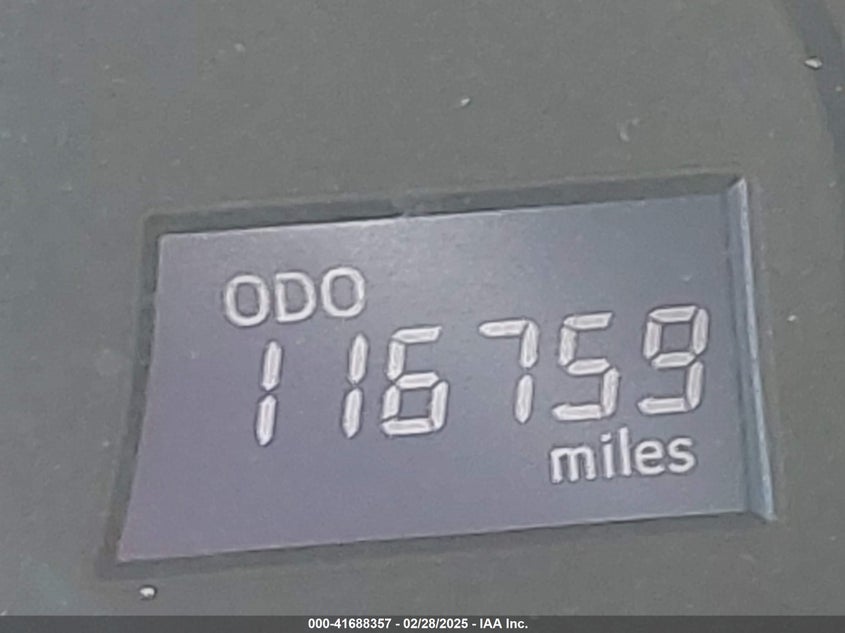 ODO
116759
miles
000-41688357 - 02/28/2025 - IAA Inc.